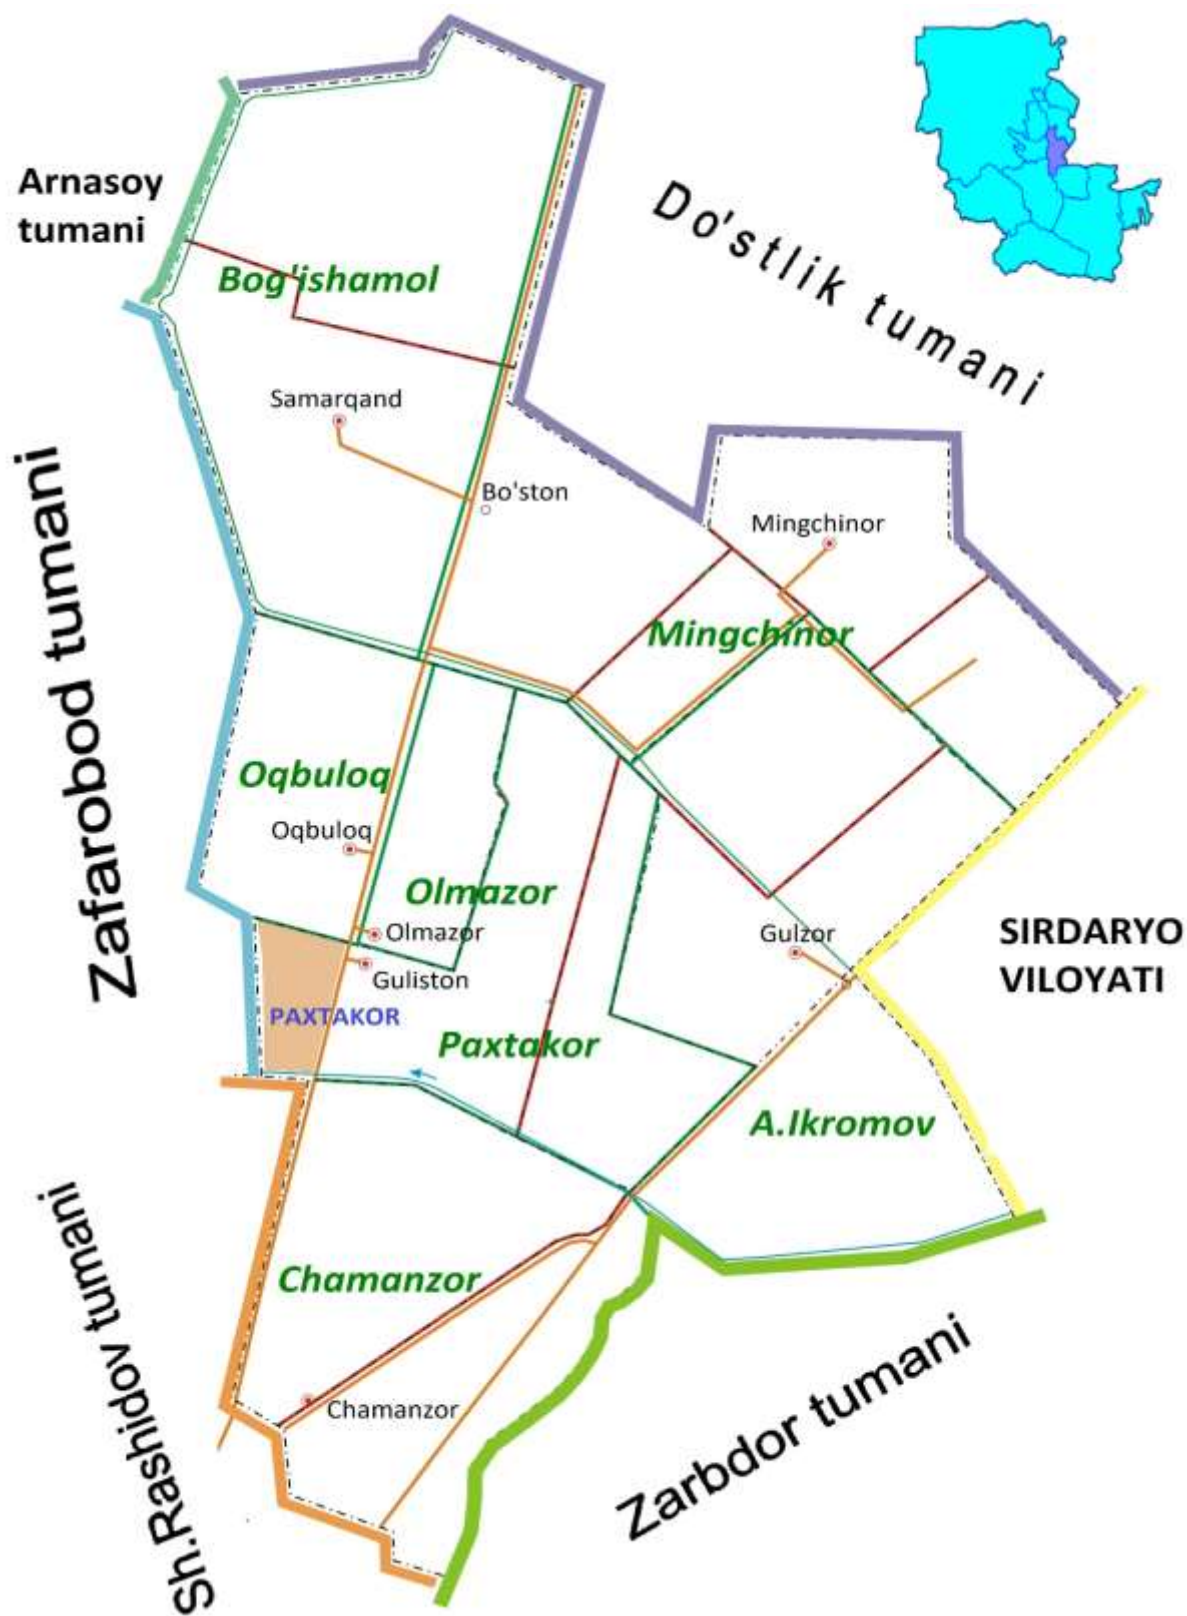 Arnasoy
tumani
Do'stlik tumani
Bog'ishamol
Samarqand
Bo'ston
Mingchinor
Mingchinor
Zafarobod tumani
Oqbuloq
Oqbuloq
Olmazor
Olmazor
Guliston
Gulzor
SIRDARYO
VILOYATI
PAXTAKOR
Paxtakor
A.Ikromov
Sh.Rashidov tumani
Chamanzor
Chamanzor
Zarbdor tumani